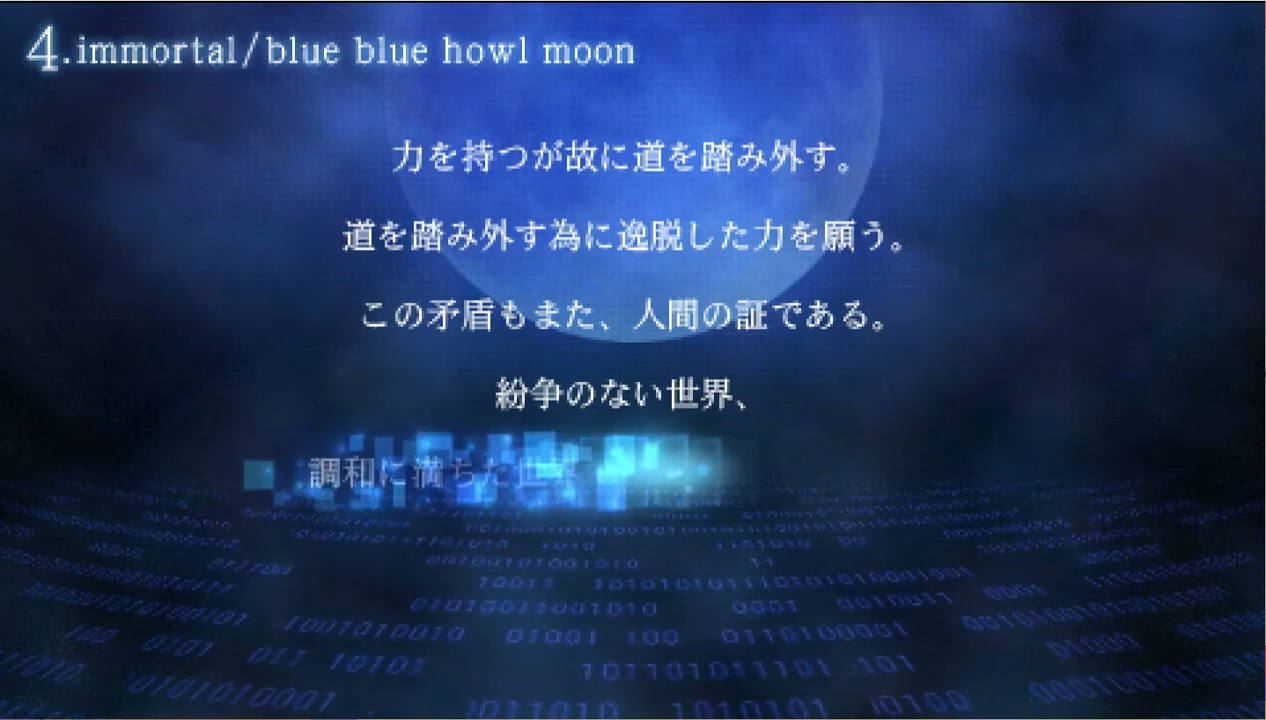 4.immortal/blue blue howl moon
力を持つが故に道を踏み外す。
道を踏み外す為に逸脱した力を願う。
この矛盾もまた、人間の証である。
紛争のない世界、
調和に満ちた世